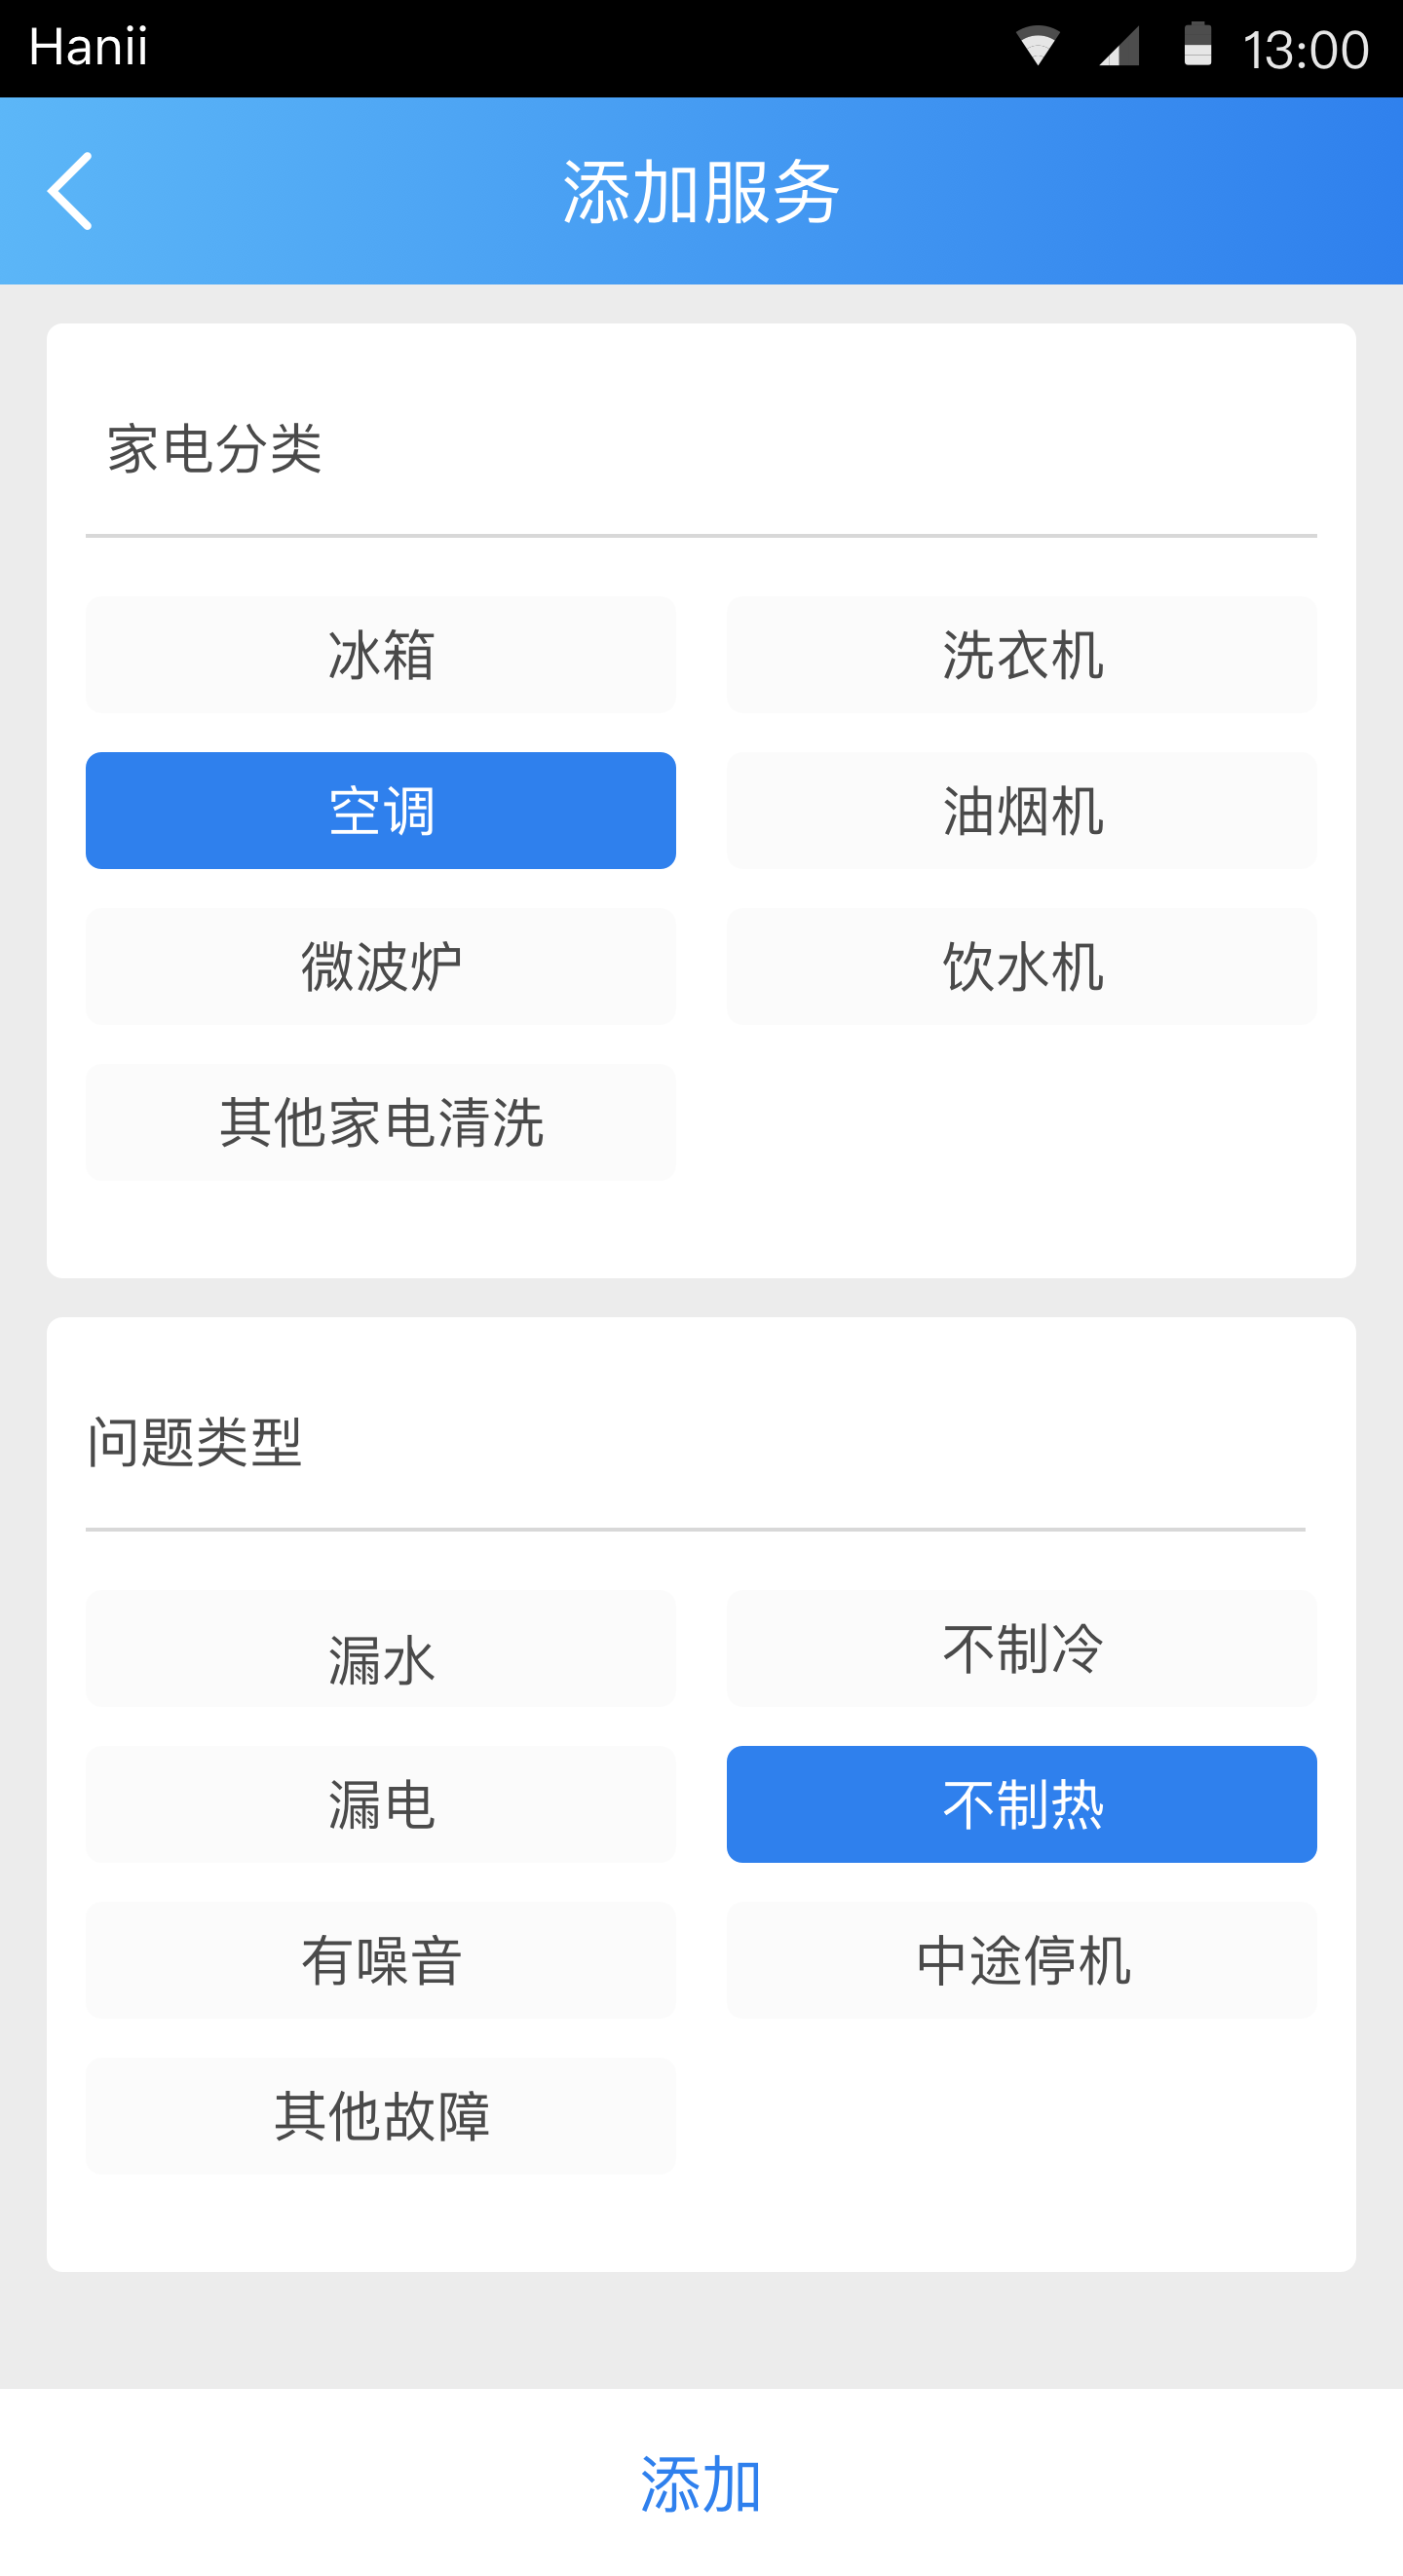 Hanii 13:00
添加服务
家电分类
冰箱 洗衣机
空调 油烟机
微波炉 饮水机
其他家电清洗
问题类型
漏水 不制冷
漏电 不制热
有噪音 中途停机
其他故障
添加